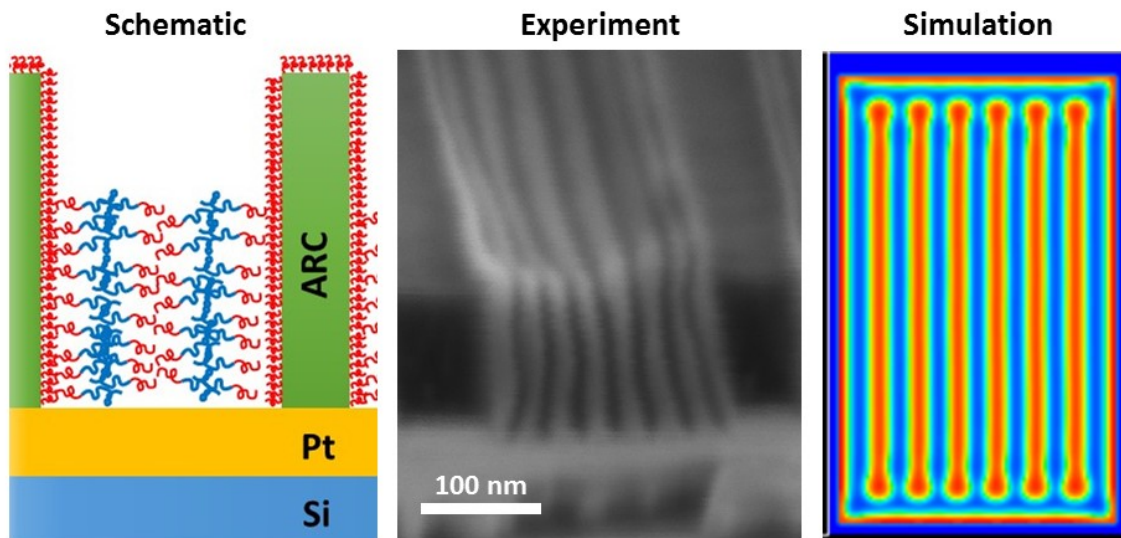 Schematic
Experiment
Simulation
ARC
Pt
Si
100 nm